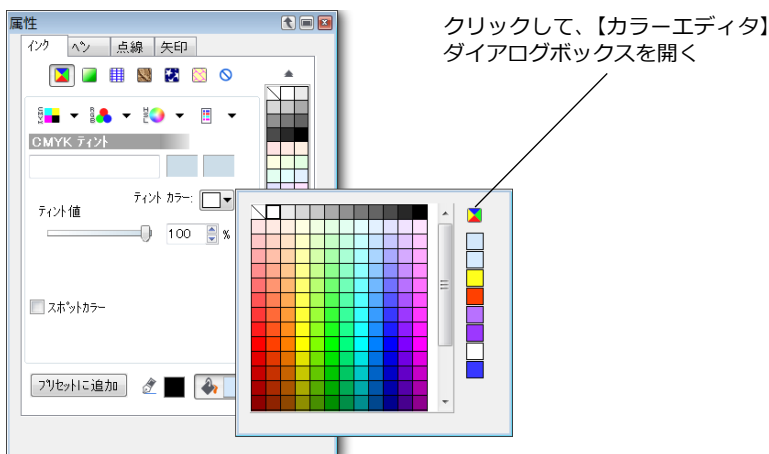 属性
インク ペン 点線 矢印
CMYK RGB HSL
CMYK ティント
ティント カラー:
ティント値
100 %
スポットカラー
プリセットに追加
クリックして、【カラーエディタ】
ダイアログボックスを開く